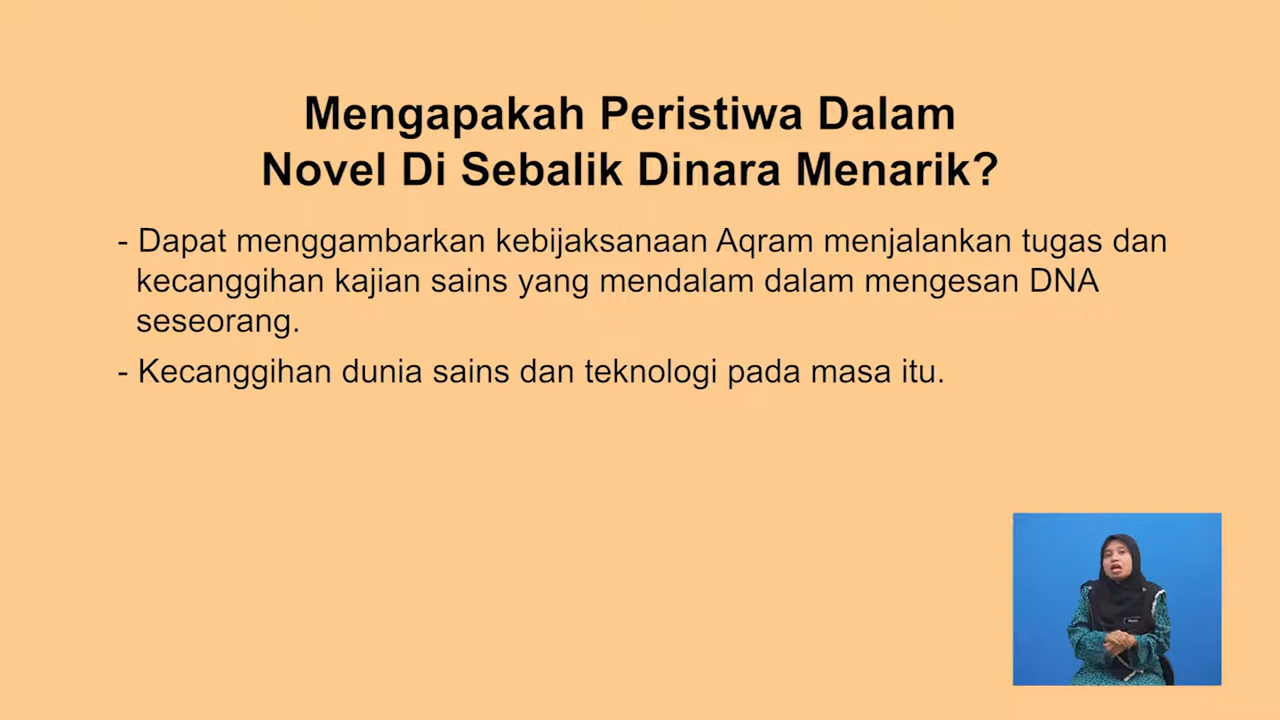 Mengapakah Peristiwa Dalam
Novel Di Sebalik Dinara Menarik?
- Dapat menggambarkan kebijaksanaan Aqram menjalankan tugas dan
kecanggihan kajian sains yang mendalam dalam mengesan DNA
seseorang.
- Kecanggihan dunia sains dan teknologi pada masa itu.